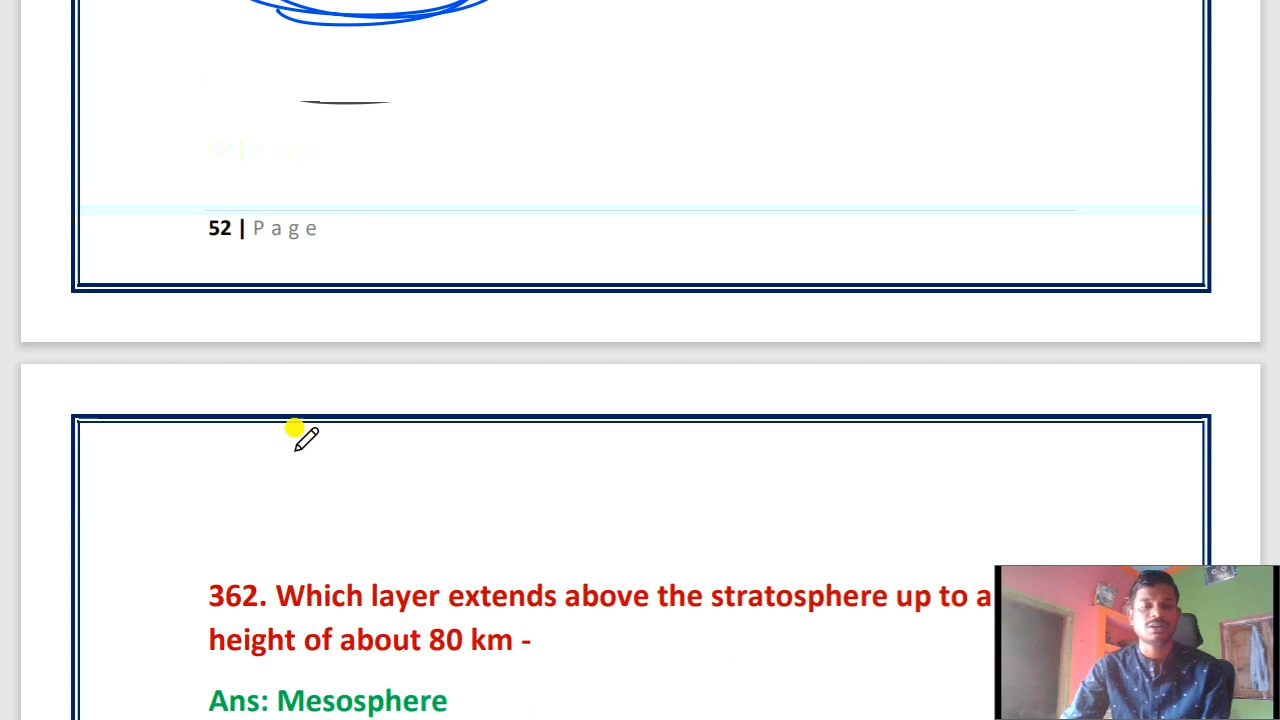 52 | Page
362. Which layer extends above the stratosphere up to a
height of about 80 km -
Ans: Mesosphere